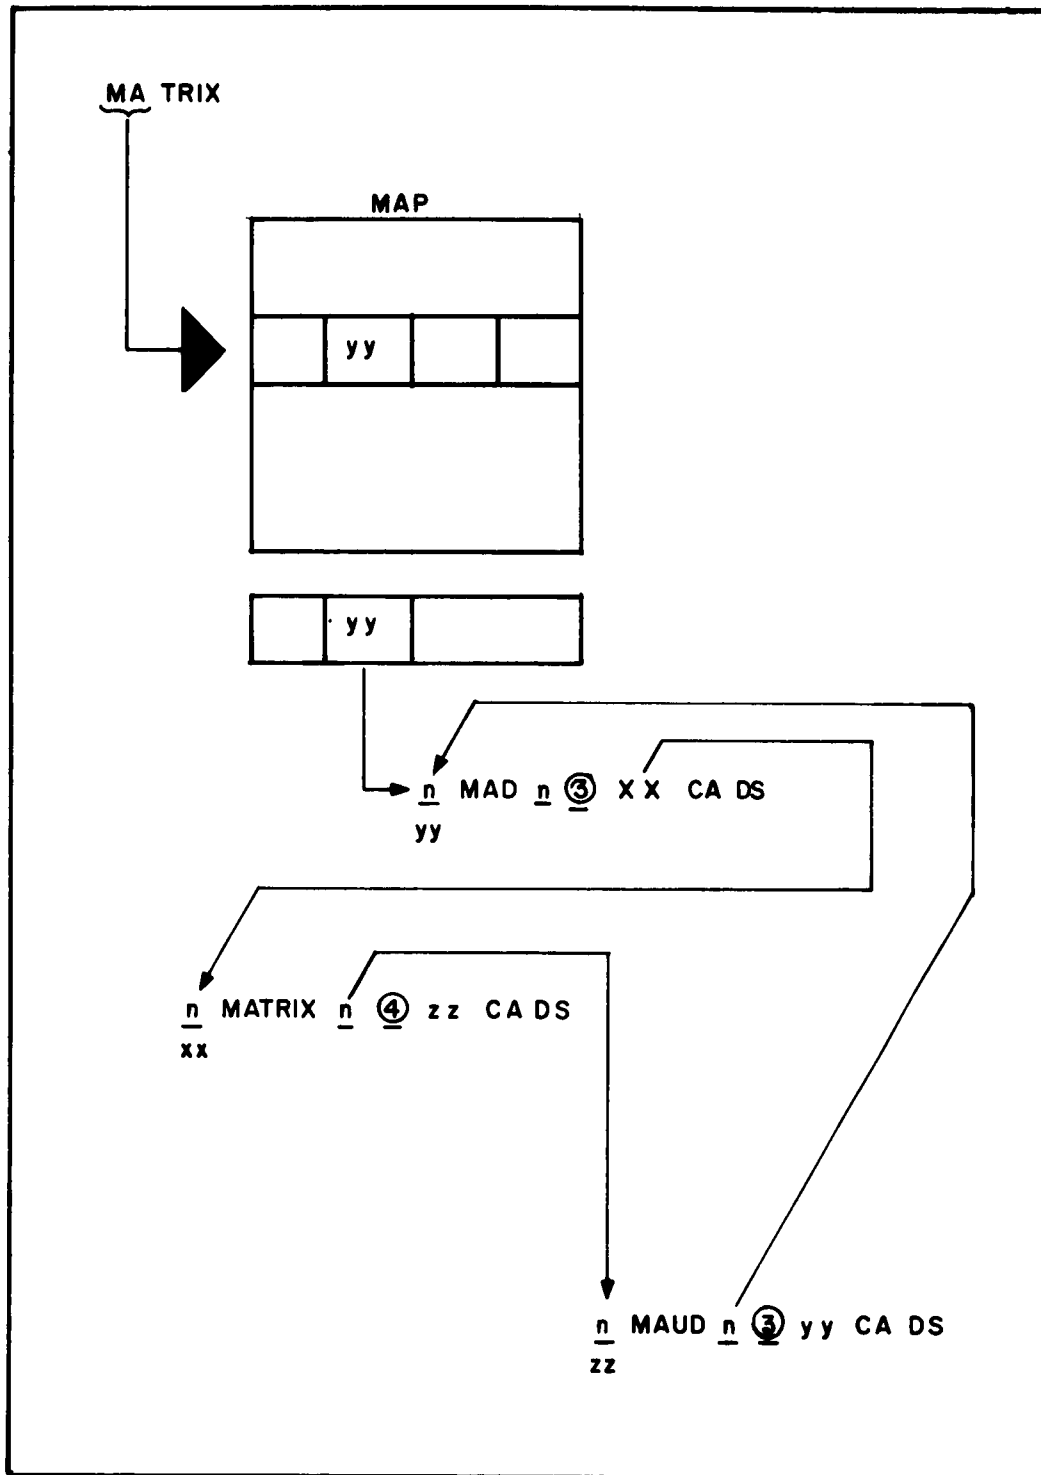 MA TRIX
MAP
yy
yy
n MAD n ③ XX CA DS
yy
n MATRIX n ④ zz CA DS
xx
n MAUD n ③ yy CA DS
zz